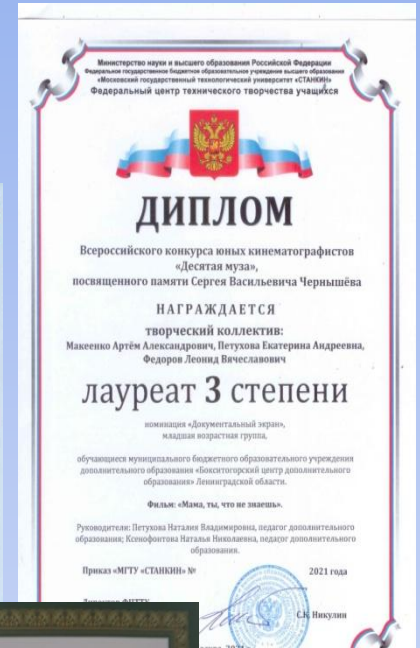 Министерство науки и высшего образования Российской Федерации
Федеральное государственное бюджетное образовательное учреждение высшего образования
«Московский государственный технологический университет «СТАНКИН»
Федеральный центр технического творчества учащихся
ДИПЛОМ
Всероссийского конкурса юных кинематографистов
«Десятая муза»,
посвященного памяти Сергея Васильевича Чернышёва
НАГРАЖДАЕТСЯ
творческий коллектив:
Макеенко Артём Александрович, Петухова Екатерина Андреевна,
Федоров Леонид Вячеславович
лауреат 3 степени
номинация «Документальный экран»,
младшая возрастная группа,
обучающиеся муниципального бюджетного образовательного учреждения
дополнительного образования «Бокситогорский центр дополнительного
образования» Ленинградской области.
Фильм: «Мама, ты, что не знаешь».
Руководители: Петухова Наталия Владимировна, педагог дополнительного
образования; Ксенофонтова Наталья Николаевна, педагог дополнительного
образования.
Приказ «МГТУ «СТАНКИН» № 2021 года
С.К. Никулин